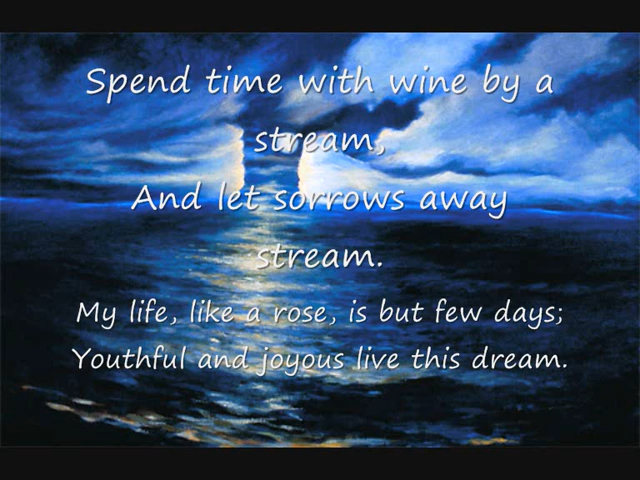 Spend time with wine by a
stream,
And let sorrows away
stream.
My life, like a rose, is but few days;
Youthful and joyous live this dream.